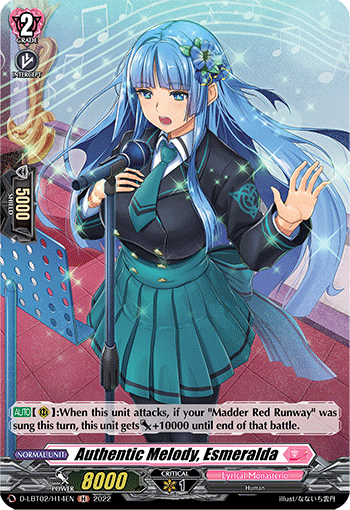 2
GRADE
INTERCEPT
5000
SHIELD
AUTO【 】:When this unit attacks, if your "Madder Red Runway" was
sung this turn, this unit gets +10000 until end of that battle.
NORMAL UNIT
Authentic Melody, Esmeralda
Lyrical Monasterio
POWER 8000
CRITICAL
1
Human
D-LBT02/H14EN H 2022
illust/なないち雲丹